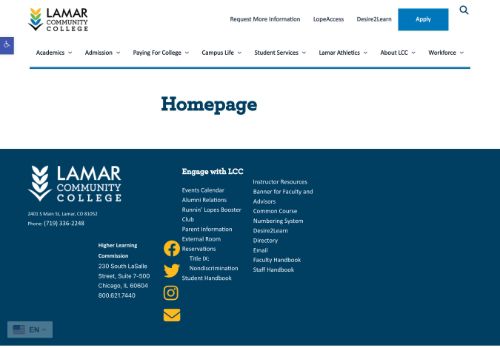 LAMAR
COMMUNITY
COLLEGE
Request More Information LopeAccess Desire2Learn Apply
Academics Admission Paying For College Campus Life Student Services Lamar Athletics About LCC Workforce
Homepage
LAMAR
COMMUNITY
COLLEGE
2401 S Main St, Lamar, CO 81052
Phone: (719) 336-2248
Higher Learning
Commission
230 South LaSalle
Street, Suite 7-500
Chicago, IL 60604
800.621.7440
Engage with LCC
Events Calendar
Alumni Relations
Runnin' Lopes Booster
Club
Parent Information
External Room
Reservations
Title IX:
Nondiscrimination
Student Handbook
Instructor Resources
Banner for Faculty and
Advisors
Common Course
Numbering System
Desire2Learn
Directory
Email
Faculty Handbook
Staff Handbook
EN